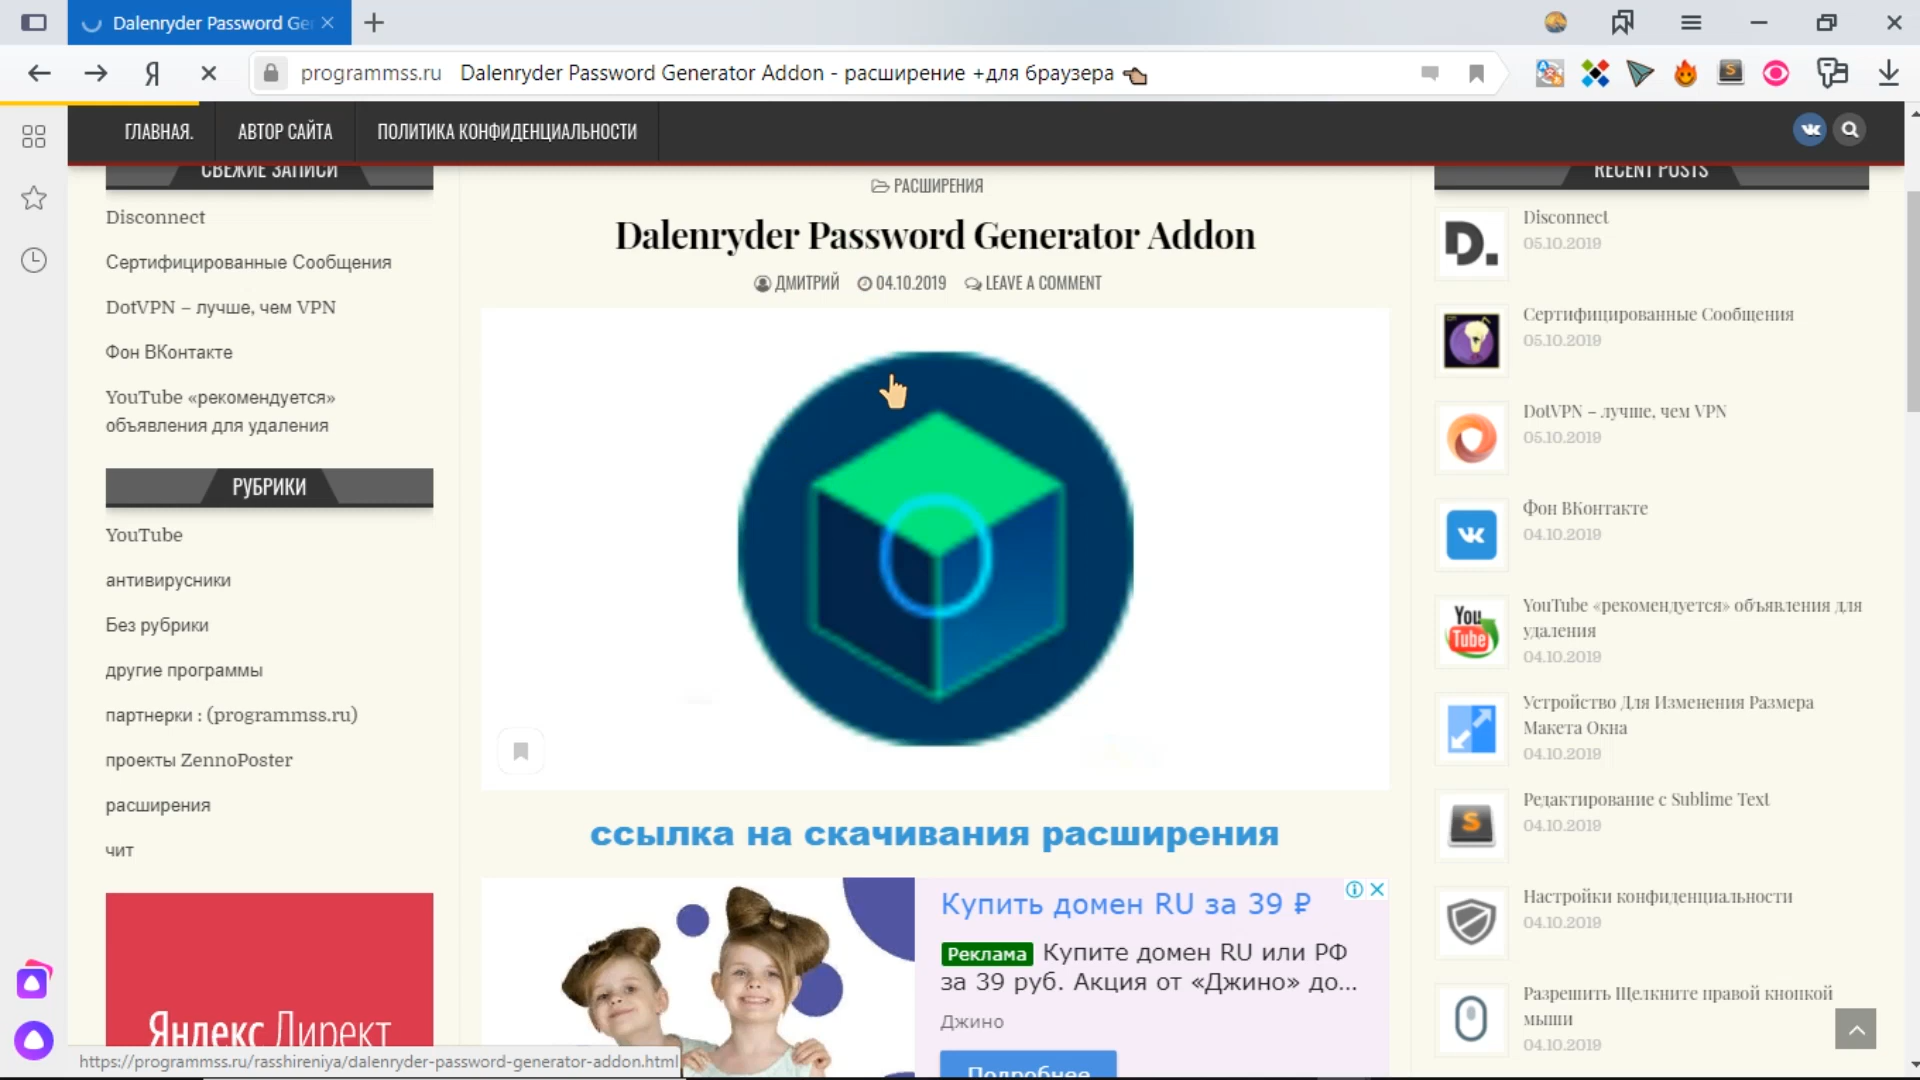 Dalenryder Password Ge
programmss.ru Dalenryder Password Generator Addon - расширение +для браузера
ГЛАВНАЯ. АВТОР САЙТА ПОЛИТИКА КОНФИДЕНЦИАЛЬНОСТИ
СВЕЖИЕ ЗАПИСИ
Disconnect
Сертифицированные Сообщения
DotVPN – лучше, чем VPN
Фон ВКонтакте
YouTube «рекомендуется»
объявления для удаления
РУБРИКИ
YouTube
антивирусники
Без рубрики
другие программы
партнерки : (programmss.ru)
проекты ZennoPoster
расширения
чит
Яндекс Директ
РАСШИРЕНИЯ
Dalenryder Password Generator Addon
ДМИТРИЙ 04.10.2019 LEAVE A COMMENT
ссылка на скачивания расширения
Купить домен RU за 39 ₽
Реклама Купите домен RU или РФ
за 39 руб. Акция от «Джино» до...
Джино
Подробнее
RECENT POSTS
D.
Disconnect
05.10.2019
Сертифицированные Сообщения
05.10.2019
DotVPN – лучше, чем VPN
05.10.2019
Фон ВКонтакте
04.10.2019
You
Tube
YouTube «рекомендуется» объявления для
удаления
04.10.2019
Устройство Для Изменения Размера
Макета Окна
04.10.2019
S
Редактирование с Sublime Text
04.10.2019
Настройки конфиденциальности
04.10.2019
Разрешить Щелкните правой кнопкой
мыши
04.10.2019
https://programmss.ru/rasshireniya/dalenryder-password-generator-addon.html